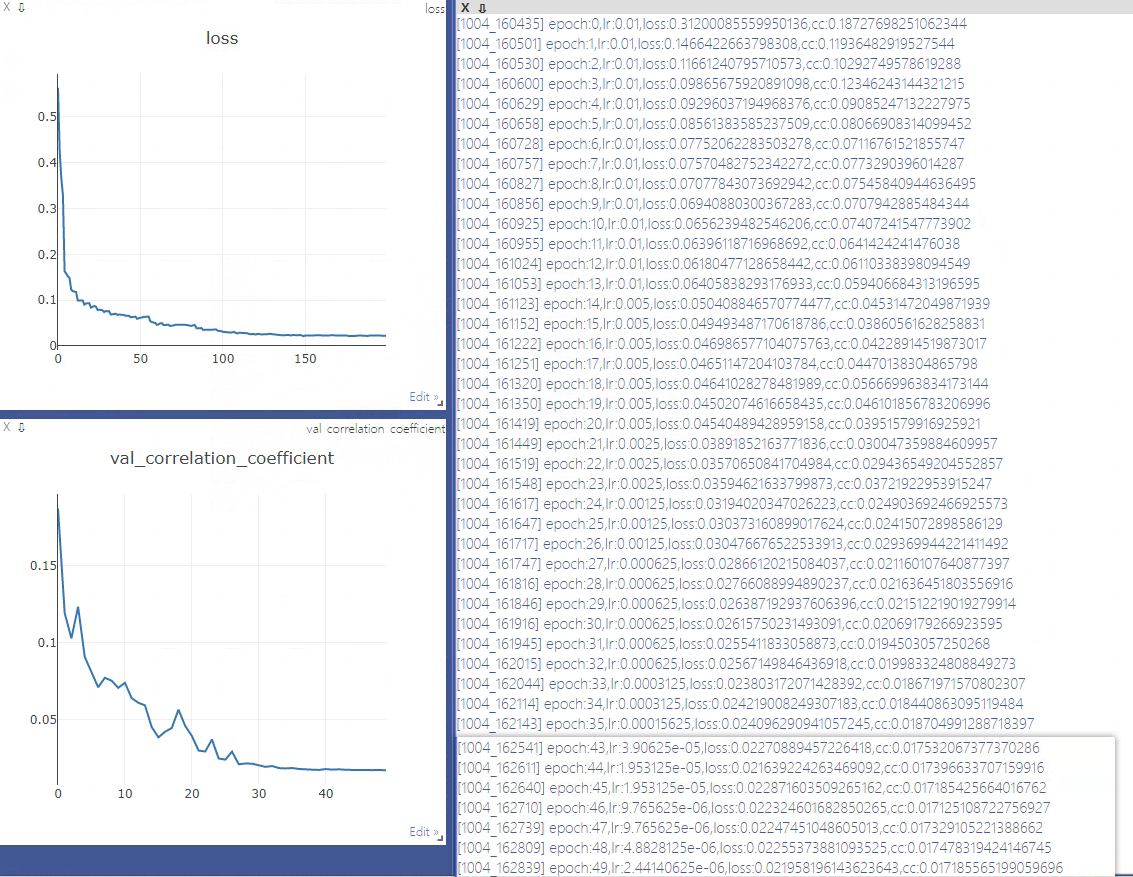 X ⇩ loss
loss
0.5
0.4
0.3
0.2
0.1
0
0 50 100 150
Edit »
X ⇩ val correlation coefficient
val_correlation_coefficient
0.15
0.1
0.05
0 10 20 30 40
Edit »
X ⇩
[1004_160435] epoch:0,lr:0.01,loss:0.31200085559950136,cc:0.18727698251062344
[1004_160501] epoch:1,lr:0.01,loss:0.1466422663798308,cc:0.11936482919527544
[1004_160530] epoch:2,lr:0.01,loss:0.11661240795710573,cc:0.10292749578619288
[1004_160600] epoch:3,lr:0.01,loss:0.09865675920891098,cc:0.12346243144321215
[1004_160629] epoch:4,lr:0.01,loss:0.09296037194968376,cc:0.09085247132227975
[1004_160658] epoch:5,lr:0.01,loss:0.08561383585237509,cc:0.08066908314099452
[1004_160728] epoch:6,lr:0.01,loss:0.07752062283503278,cc:0.07116761521855747
[1004_160757] epoch:7,lr:0.01,loss:0.07570482752342272,cc:0.0773290396014287
[1004_160827] epoch:8,lr:0.01,loss:0.07077843073692942,cc:0.07545840944636495
[1004_160856] epoch:9,lr:0.01,loss:0.06940880300367283,cc:0.0707942885484344
[1004_160925] epoch:10,lr:0.01,loss:0.0656239482546206,cc:0.07407241547773902
[1004_160955] epoch:11,lr:0.01,loss:0.06396118716968692,cc:0.0641424241476038
[1004_161024] epoch:12,lr:0.01,loss:0.06180477128658442,cc:0.06110338398094549
[1004_161053] epoch:13,lr:0.01,loss:0.06405838293176933,cc:0.059406684313196595
[1004_161123] epoch:14,lr:0.005,loss:0.050408846570774477,cc:0.04531472049871939
[1004_161152] epoch:15,lr:0.005,loss:0.049493487170618786,cc:0.03860561628258831
[1004_161222] epoch:16,lr:0.005,loss:0.046986577104075763,cc:0.04228914519873017
[1004_161251] epoch:17,lr:0.005,loss:0.04651147204103784,cc:0.04470138304865798
[1004_161320] epoch:18,lr:0.005,loss:0.04641028278481989,cc:0.056669963834173144
[1004_161350] epoch:19,lr:0.005,loss:0.04502074616658435,cc:0.046101856783206996
[1004_161419] epoch:20,lr:0.005,loss:0.04540489428959158,cc:0.03951579916925921
[1004_161449] epoch:21,lr:0.0025,loss:0.03891852163771836,cc:0.030047359884609957
[1004_161519] epoch:22,lr:0.0025,loss:0.03570650841704984,cc:0.029436549204552857
[1004_161548] epoch:23,lr:0.0025,loss:0.03594621633799873,cc:0.03721922953915247
[1004_161617] epoch:24,lr:0.00125,loss:0.03194020347026223,cc:0.024903692466925573
[1004_161647] epoch:25,lr:0.00125,loss:0.030373160899017624,cc:0.02415072898586129
[1004_161717] epoch:26,lr:0.00125,loss:0.030476676522533913,cc:0.029369944221411492
[1004_161747] epoch:27,lr:0.000625,loss:0.02866120215084037,cc:0.021160107640877397
[1004_161816] epoch:28,lr:0.000625,loss:0.02766088994890237,cc:0.021636451803556916
[1004_161846] epoch:29,lr:0.000625,loss:0.026387192937606396,cc:0.021512219019279914
[1004_161916] epoch:30,lr:0.000625,loss:0.02615750231493091,cc:0.02069179266923595
[1004_161945] epoch:31,lr:0.000625,loss:0.0255411833058873,cc:0.0194503057250268
[1004_162015] epoch:32,lr:0.000625,loss:0.02567149846436918,cc:0.019983324808849273
[1004_162044] epoch:33,lr:0.0003125,loss:0.023803172071428392,cc:0.018671971570802307
[1004_162114] epoch:34,lr:0.0003125,loss:0.024219008249307183,cc:0.018440863095119484
[1004_162143] epoch:35,lr:0.00015625,loss:0.024096290941057245,cc:0.018704991288718397
[1004_162541] epoch:43,lr:3.90625e-05,loss:0.02270889457226418,cc:0.017532067377370286
[1004_162611] epoch:44,lr:1.953125e-05,loss:0.021639224263469092,cc:0.017396633707159916
[1004_162640] epoch:45,lr:1.953125e-05,loss:0.022871603509265162,cc:0.017185425664016762
[1004_162710] epoch:46,lr:9.765625e-06,loss:0.022324601682850265,cc:0.017125108722756927
[1004_162739] epoch:47,lr:9.765625e-06,loss:0.02247451048605013,cc:0.017329105221388662
[1004_162809] epoch:48,lr:4.8828125e-06,loss:0.02255373881093525,cc:0.017478319424146745
[1004_162839] epoch:49,lr:2.44140625e-06,loss:0.021958196143623643,cc:0.017185565199059696